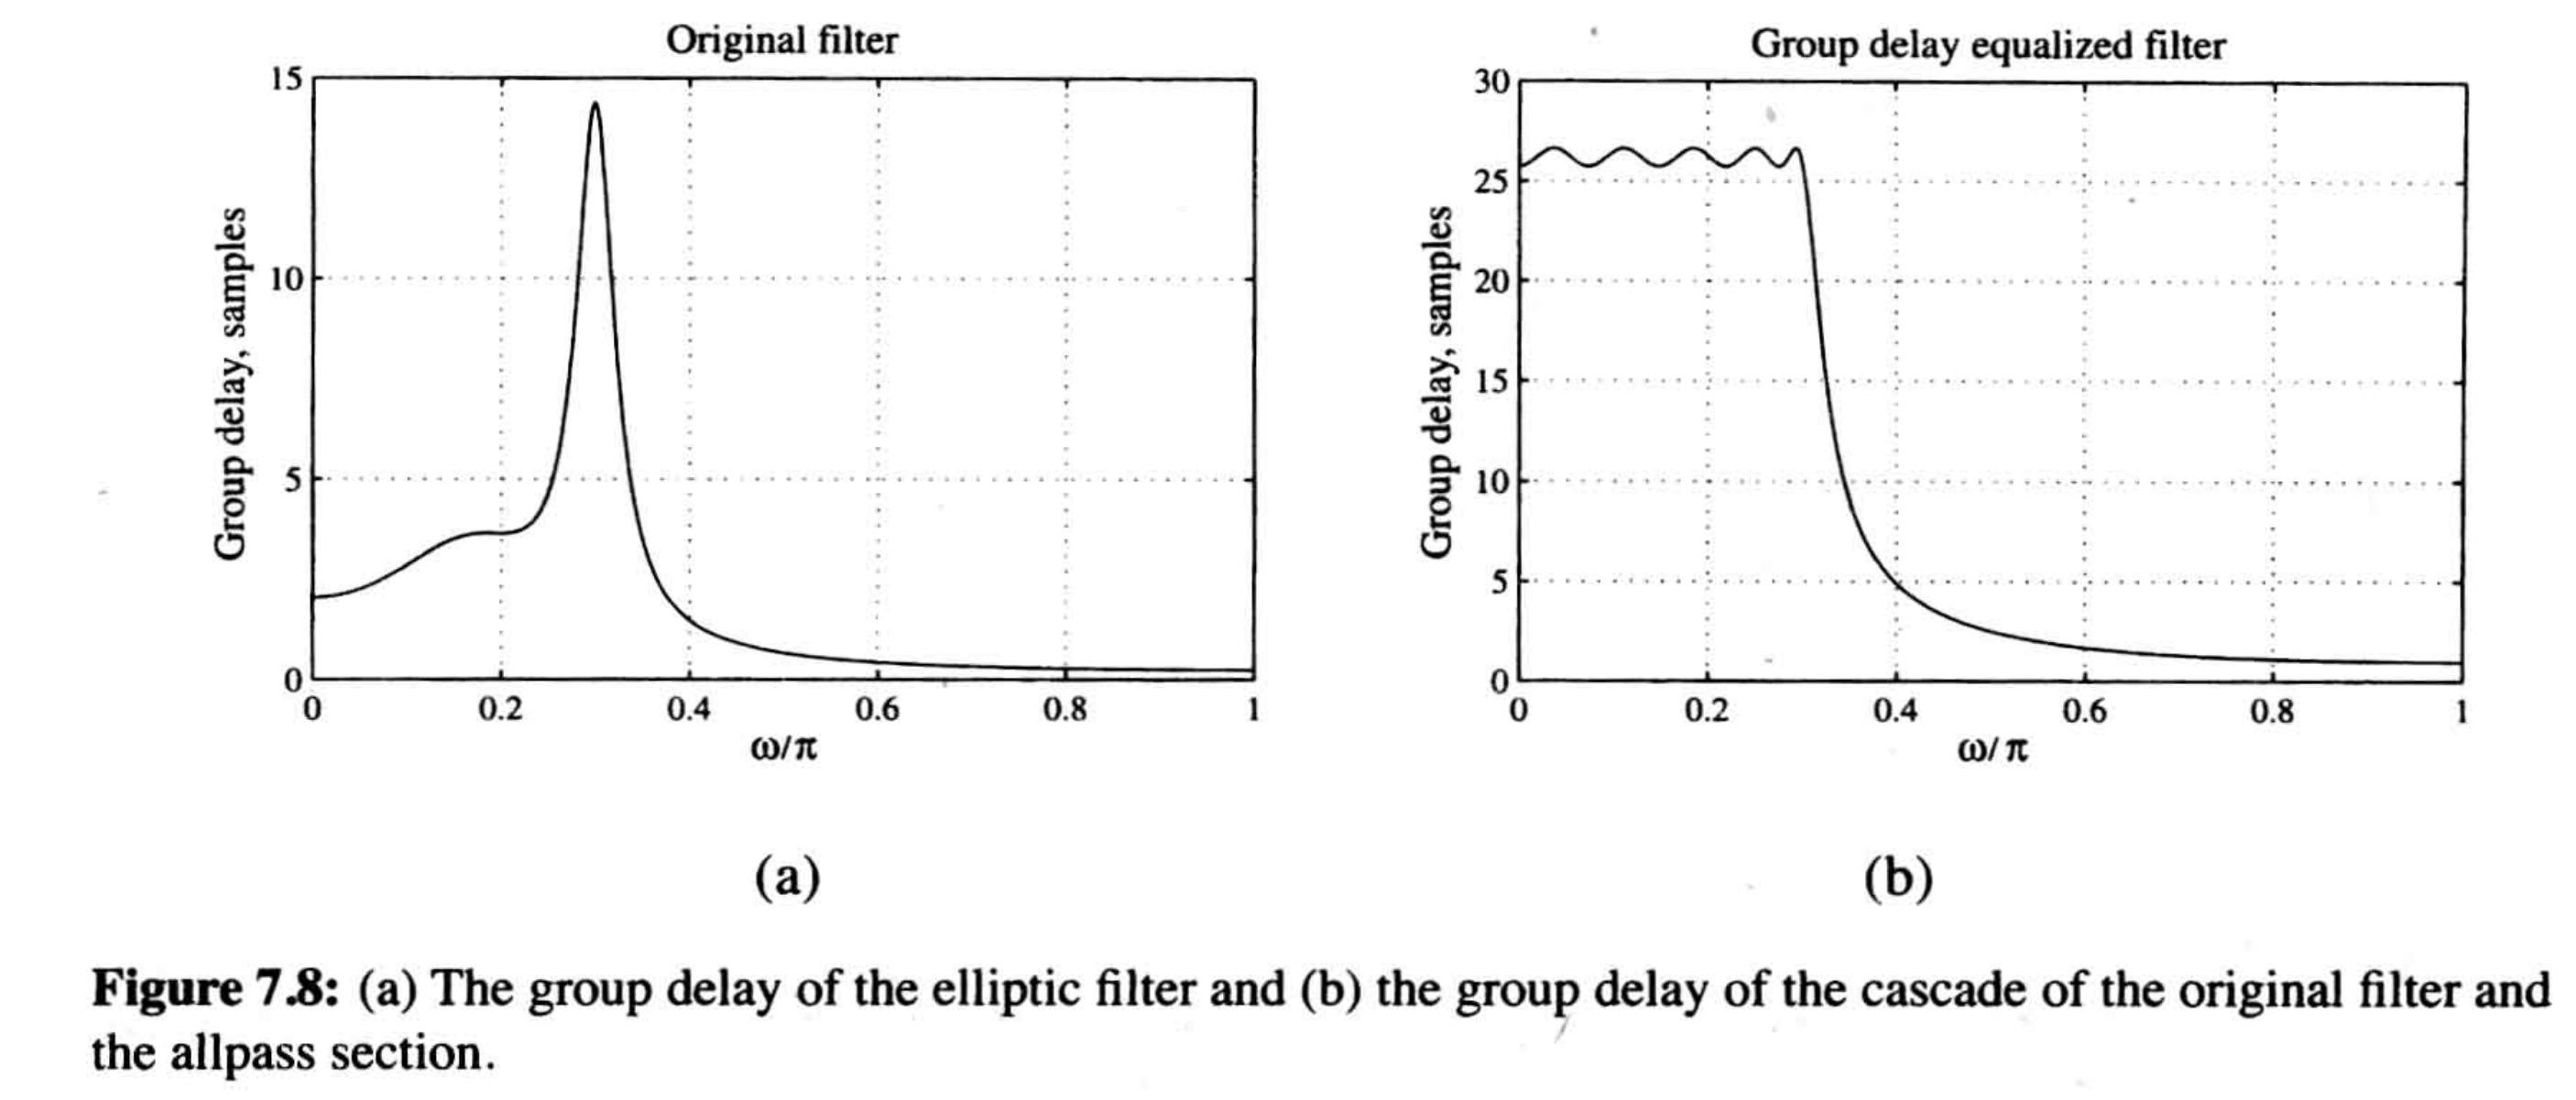 Original filter
15
10
5
0
Group delay, samples
0 0.2 0.4 0.6 0.8 1
ω/π
(a)
Group delay equalized filter
30
25
20
15
10
5
0
Group delay, samples
0 0.2 0.4 0.6 0.8 1
ω/π
(b)
Figure 7.8: (a) The group delay of the elliptic filter and (b) the group delay of the cascade of the original filter and
the allpass section.